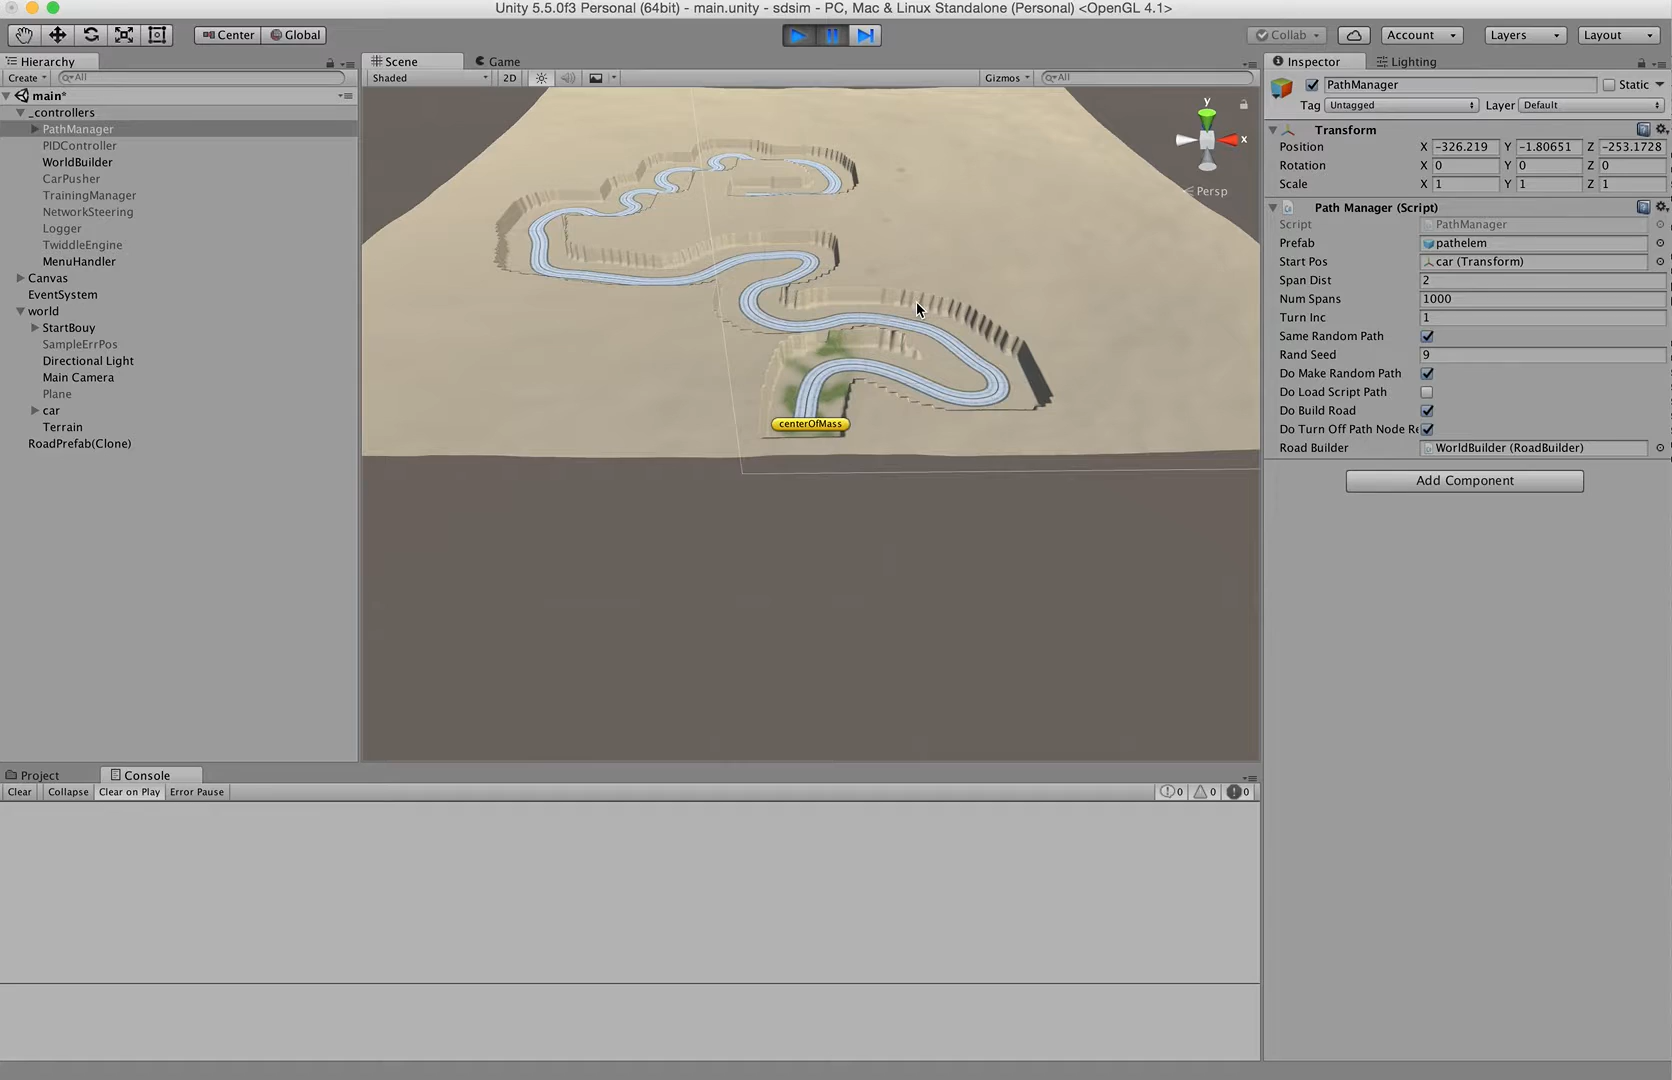 Unity 5.5.0f3 Personal (64bit) - main.unity - sdsim - PC, Mac & Linux Standalone (Personal) <OpenGL 4.1>
Center Global Collab Account Layers Layout
Hierarchy
Create All
main*
_controllers
PathManager
PIDController
WorldBuilder
CarPusher
TrainingManager
NetworkSteering
Logger
TwiddleEngine
MenuHandler
Canvas
EventSystem
world
StartBouy
SampleErrPos
Directional Light
Main Camera
Plane
car
Terrain
RoadPrefab(Clone)
Scene Game
Shaded 2D Gizmos All
y
x
Persp
centerOfMass
Inspector Lighting
PathManager Static
Tag Untagged Layer Default
Transform
Position X -326.219 Y -1.80651 Z -253.1728
Rotation X 0 Y 0 Z 0
Scale X 1 Y 1 Z 1
Path Manager (Script)
Script PathManager
Prefab pathelem
Start Pos car (Transform)
Span Dist 2
Num Spans 1000
Turn Inc 1
Same Random Path
Rand Seed 9
Do Make Random Path
Do Load Script Path
Do Build Road
Do Turn Off Path Node Re
Road Builder WorldBuilder (RoadBuilder)
Add Component
Project Console
Clear Collapse Clear on Play Error Pause 0 0 0